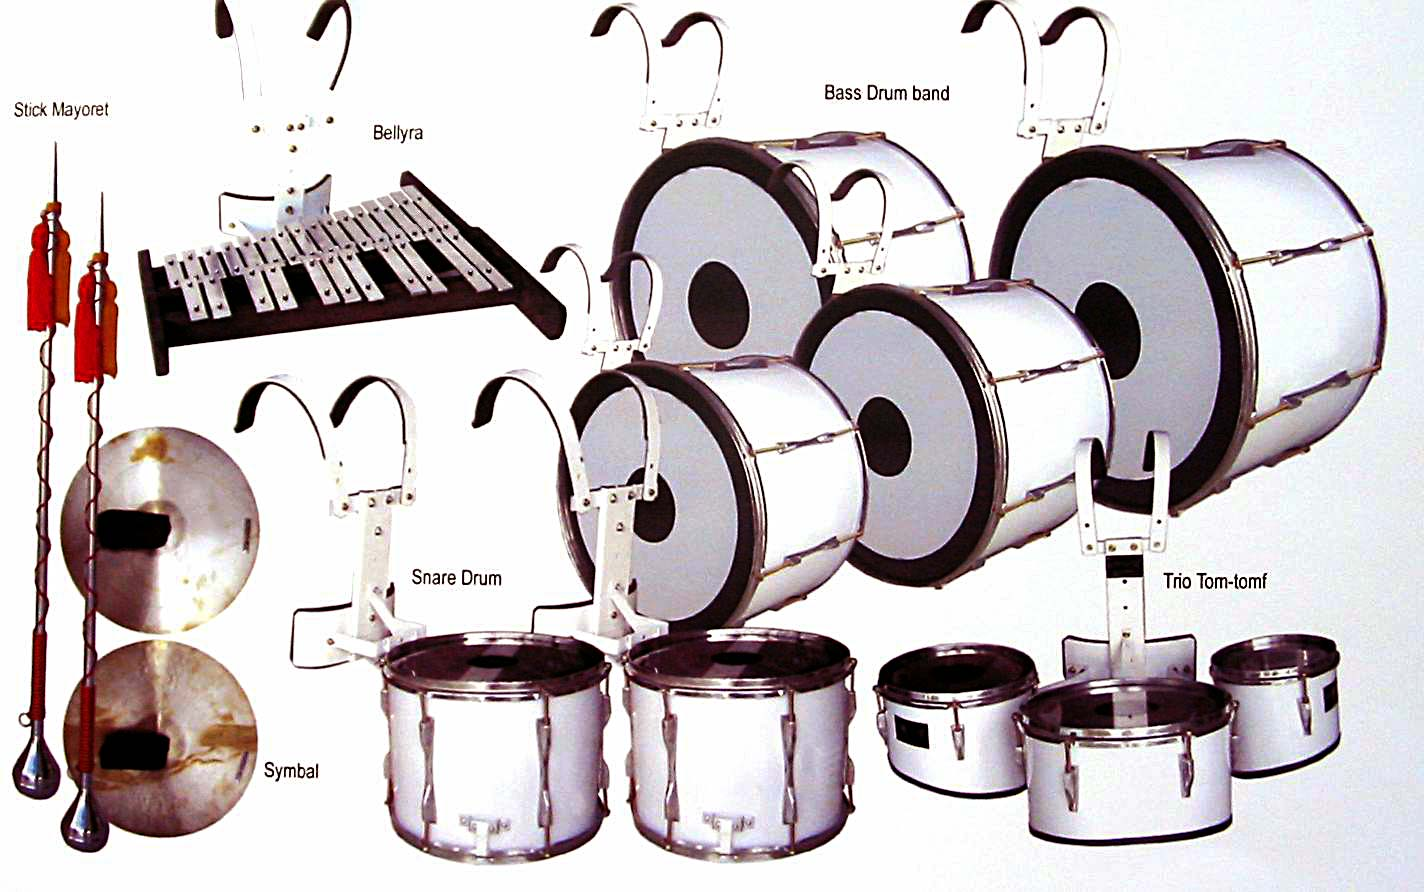 Stick Mayoret
Bellyra
Bass Drum band
Snare Drum
Trio Tom-tomf
Symbal